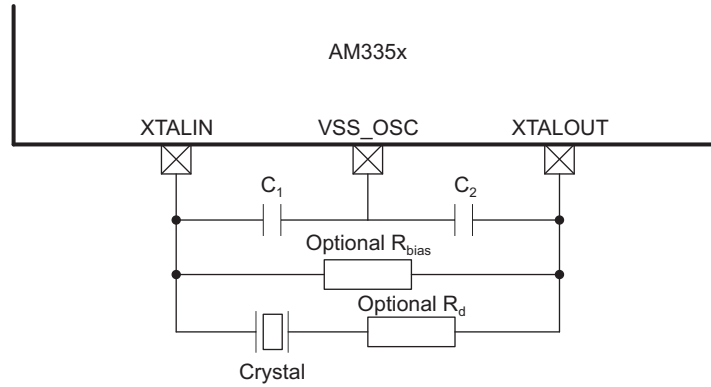 AM335x
XTALIN VSS_OSC XTALOUT
C1 C2
Optional Rbias
Optional Rd
Crystal